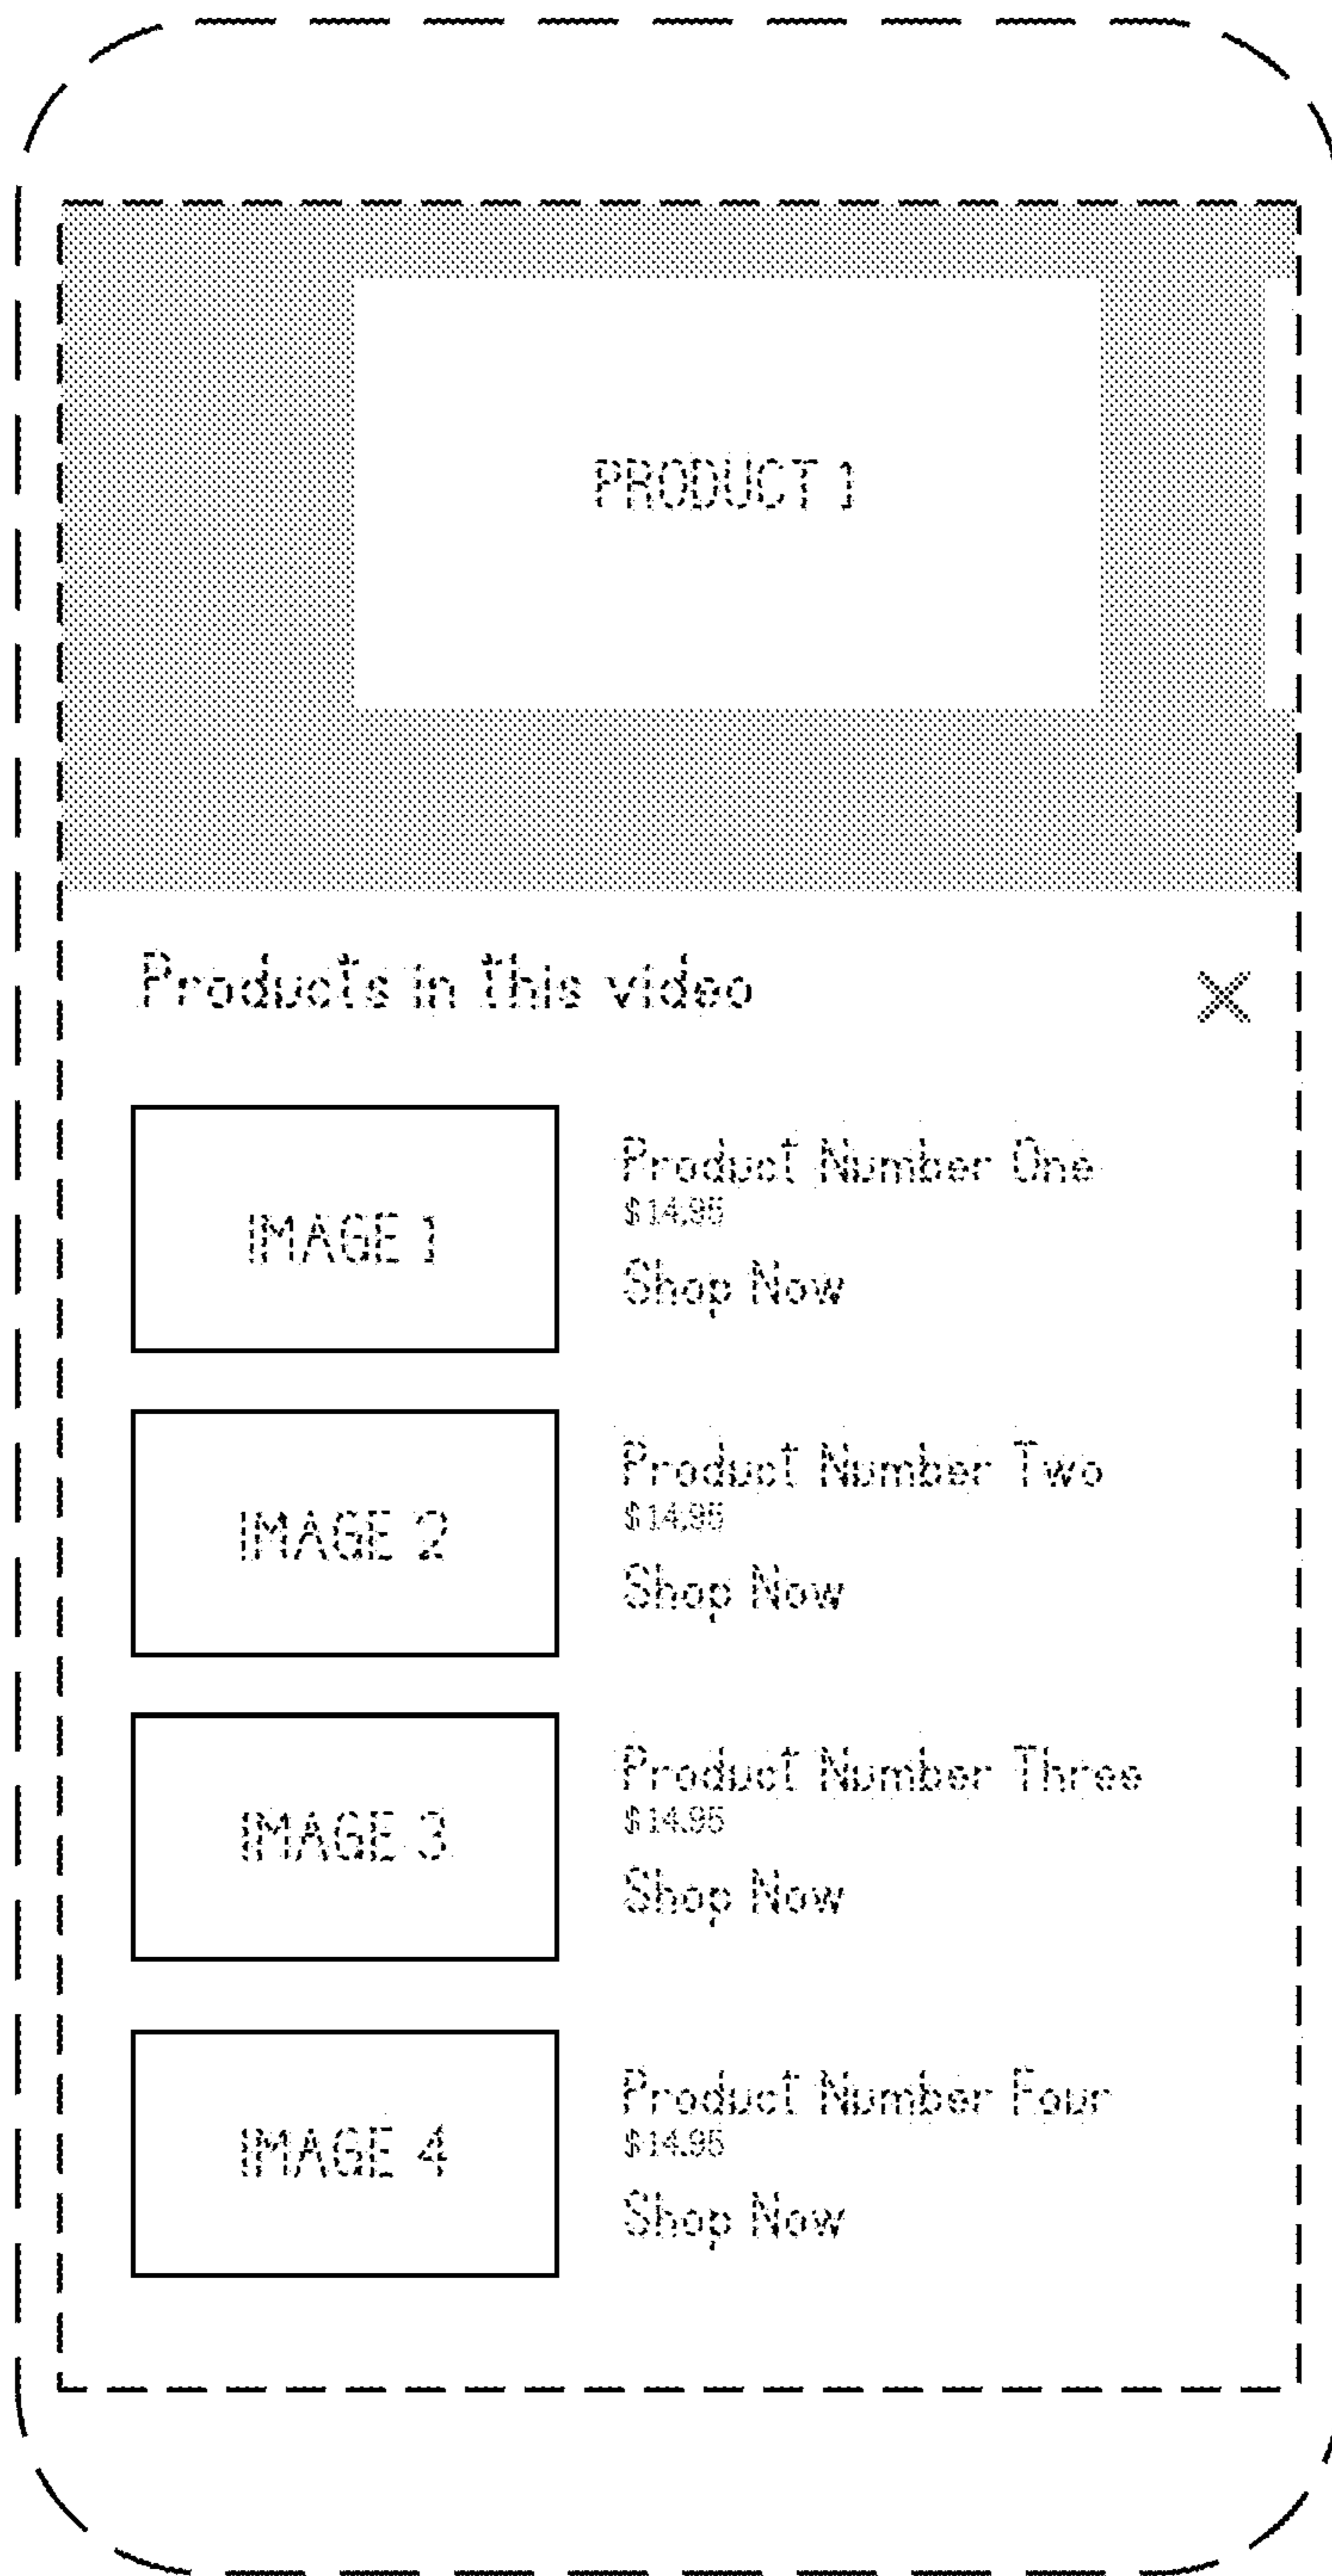 PRODUCT 1
Products in this video
IMAGE 1
Product Number One
$14.95
Shop Now
IMAGE 2
Product Number Two
$14.95
Shop Now
IMAGE 3
Product Number Three
$14.95
Shop Now
IMAGE 4
Product Number Four
$14.95
Shop Now